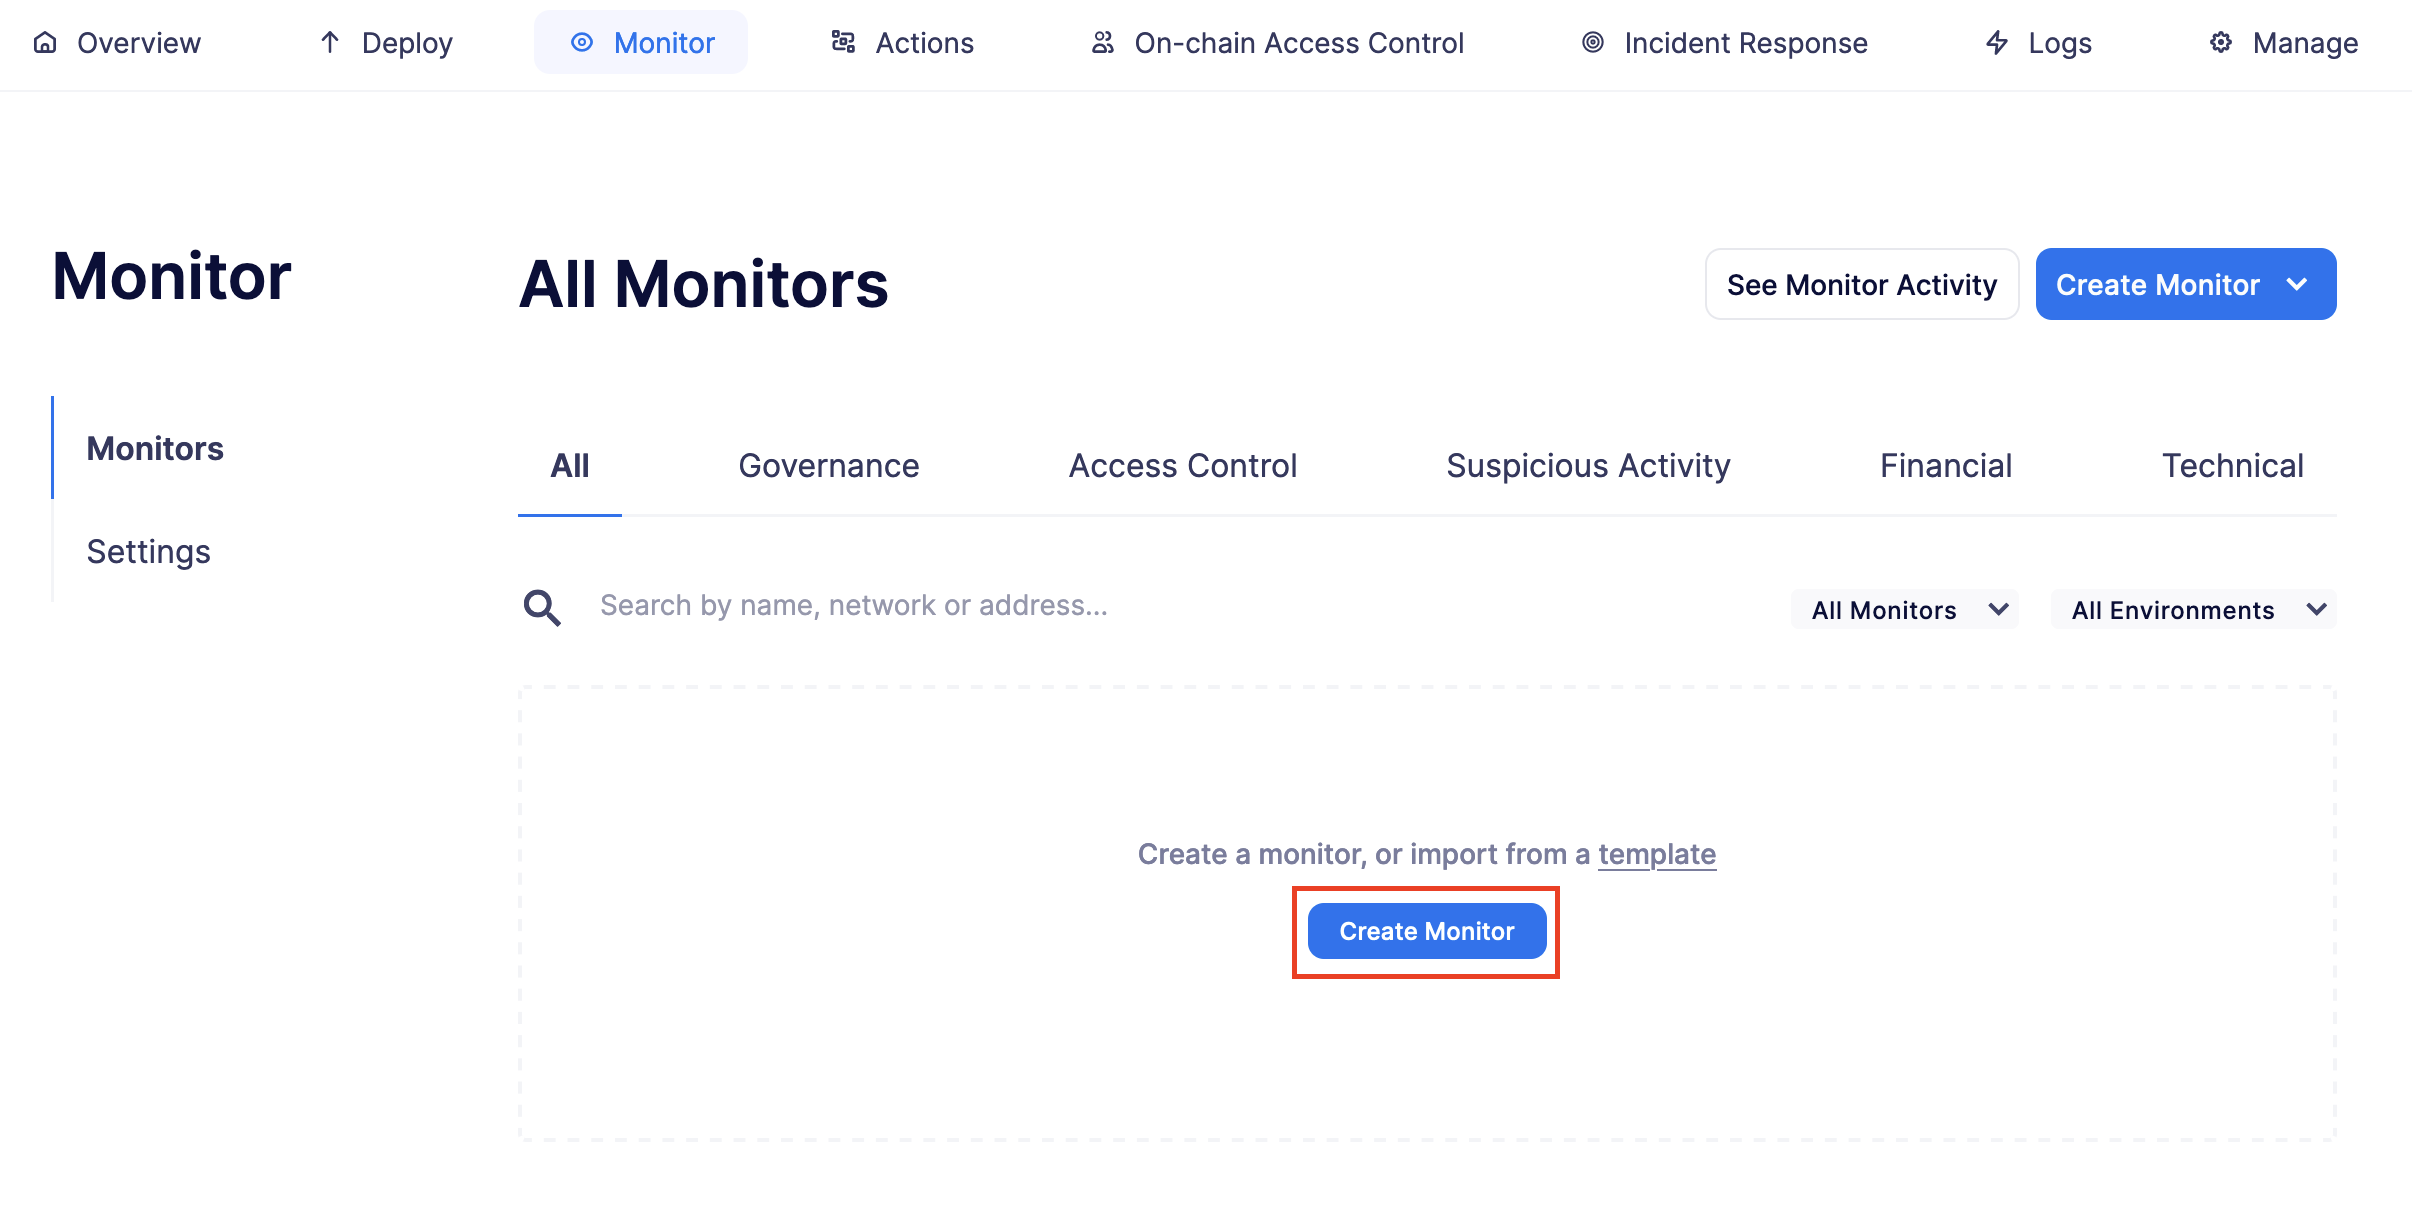 Overview Deploy Monitor Actions On-chain Access Control Incident Response Logs Manage
Monitor
Monitors
Settings
All Monitors
See Monitor Activity
Create Monitor
All Governance Access Control Suspicious Activity Financial Technical
Search by name, network or address...
All Monitors
All Environments
Create a monitor, or import from a template
Create Monitor